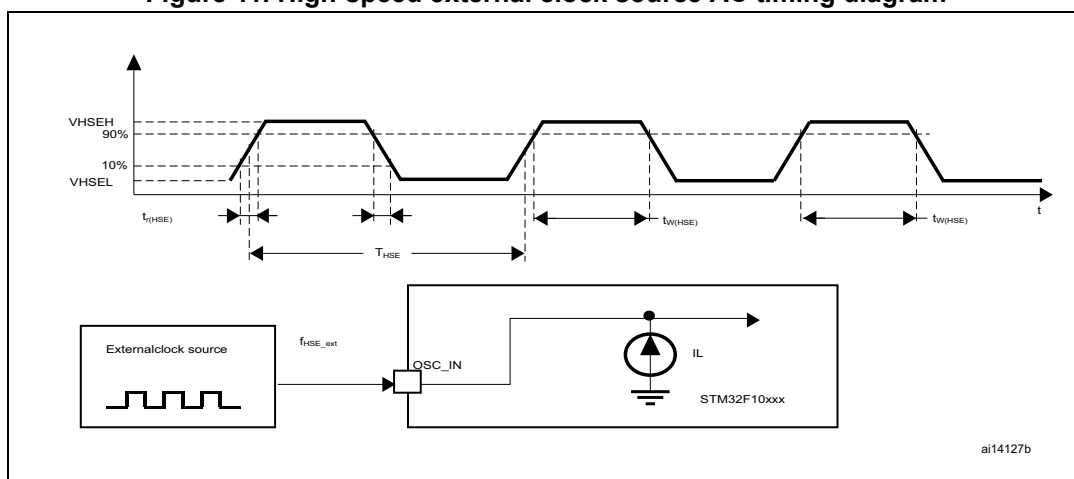 Figure 11. High-speed external clock source AC timing diagram
VHSEH
90%
10%
VHSEL
tr(HSE)
tW(HSE)
tW(HSE)
t
THSE
Externalclock source
fHSE_ext
OSC_IN
IL
STM32F10xxx
ai14127b